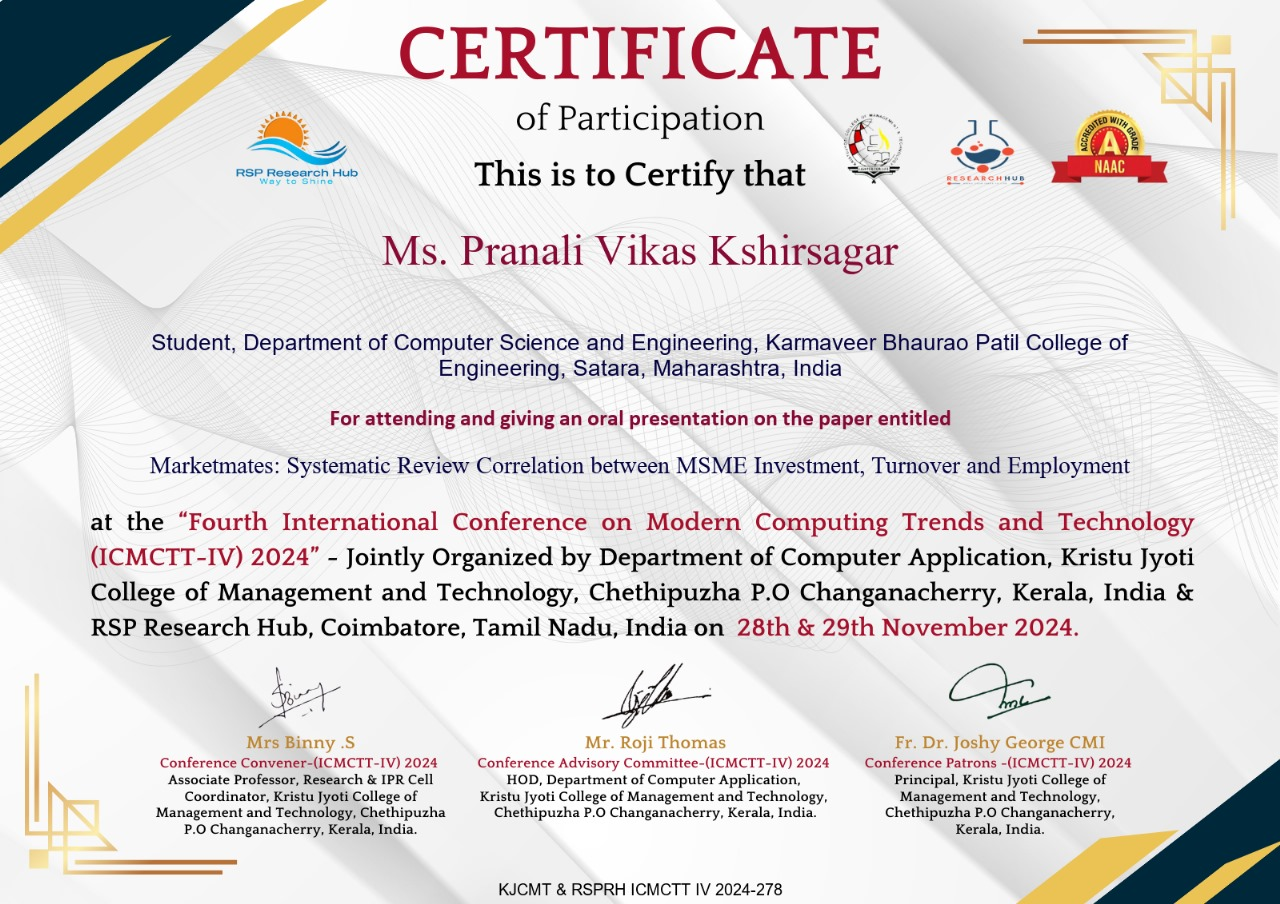 CERTIFICATE
of Participation
This is to Certify that
RSP Research Hub
Way to Shine
RESEARCH HUB
ACCREDITED WITH GRADE
A
NAAC
Ms. Pranali Vikas Kshirsagar
Student, Department of Computer Science and Engineering, Karmaveer Bhaurao Patil College of
Engineering, Satara, Maharashtra, India
For attending and giving an oral presentation on the paper entitled
Marketmates: Systematic Review Correlation between MSME Investment, Turnover and Employment
at the “Fourth International Conference on Modern Computing Trends and Technology
(ICMCTT-IV) 2024” - Jointly Organized by Department of Computer Application, Kristu Jyoti
College of Management and Technology, Chethipuzha P.O Changanacherry, Kerala, India &
RSP Research Hub, Coimbatore, Tamil Nadu, India on 28th & 29th November 2024.
Mrs Binny .S
Conference Convener-(ICMCTT-IV) 2024
Associate Professor, Research & IPR Cell
Coordinator, Kristu Jyoti College of
Management and Technology, Chethipuzha
P.O Changanacherry, Kerala, India.
Mr. Roji Thomas
Conference Advisory Committee-(ICMCTT-IV) 2024
HOD, Department of Computer Application,
Kristu Jyoti College of Management and Technology,
Chethipuzha P.O Changanacherry, Kerala, India.
Fr. Dr. Joshy George CMI
Conference Patrons -(ICMCTT-IV) 2024
Principal, Kristu Jyoti College of
Management and Technology,
Chethipuzha P.O Changanacherry,
Kerala, India.
KJCMT & RSPRH ICMCTT IV 2024-278